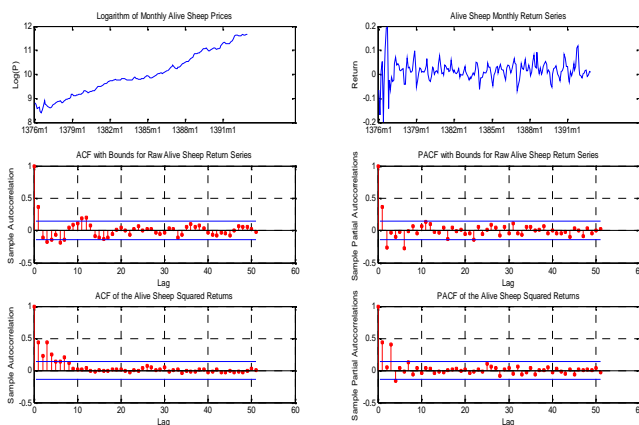 Logarithm of Monthly Alive Sheep Prices
Log(P)
12
11
10
9
8
1376m1 1379m1 1382m1 1385m1 1388m1 1391m1
Alive Sheep Monthly Return Series
Return
0.2
0.1
0
-0.1
-0.2
1376m1 1379m1 1382m1 1385m1 1388m1 1391m1
ACF with Bounds for Raw Alive Sheep Return Series
Sample Autocorrelation
1
0.5
0
-0.5
0 10 20 30 40 50 60
Lag
PACF with Bounds for Raw Alive Sheep Return Series
Sample Partial Autocorrelations
1
0.5
0
-0.5
0 10 20 30 40 50 60
Lag
ACF of the Alive Sheep Squared Returns
Sample Autocorrelation
1
0.5
0
-0.5
0 10 20 30 40 50 60
Lag
PACF of the Alive Sheep Squared Returns
Sample Partial Autocorrelations
1
0.5
0
-0.5
0 10 20 30 40 50 60
Lag